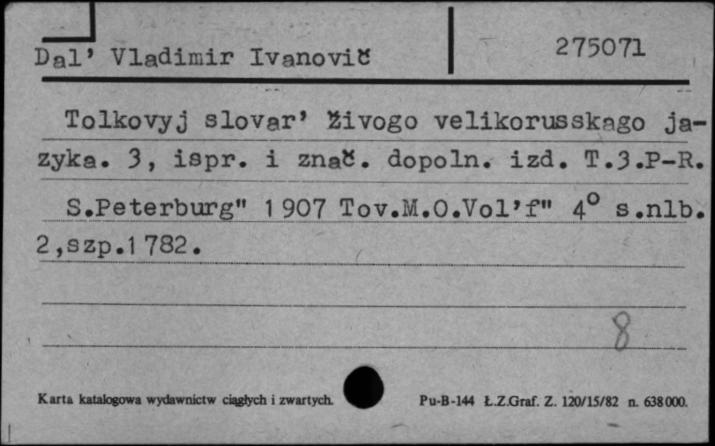 Dal’ Vladimir Ivanovič 275071
Tolkovyj slovar’ živogo velikorusskago ja-
zyka. 3, ispr. i znač. dopoln. izd. T.3.P-R.
S.Peterburg" 1907 Tov.M.O.Vol’f" 4° s.nlb.
2,szp.1782.
8
Karta katalogowa wydawnictw ciągłych i zwartych. Pu-B-144 Ł.Z.Graf. Z. 120/15/82 n. 638000.